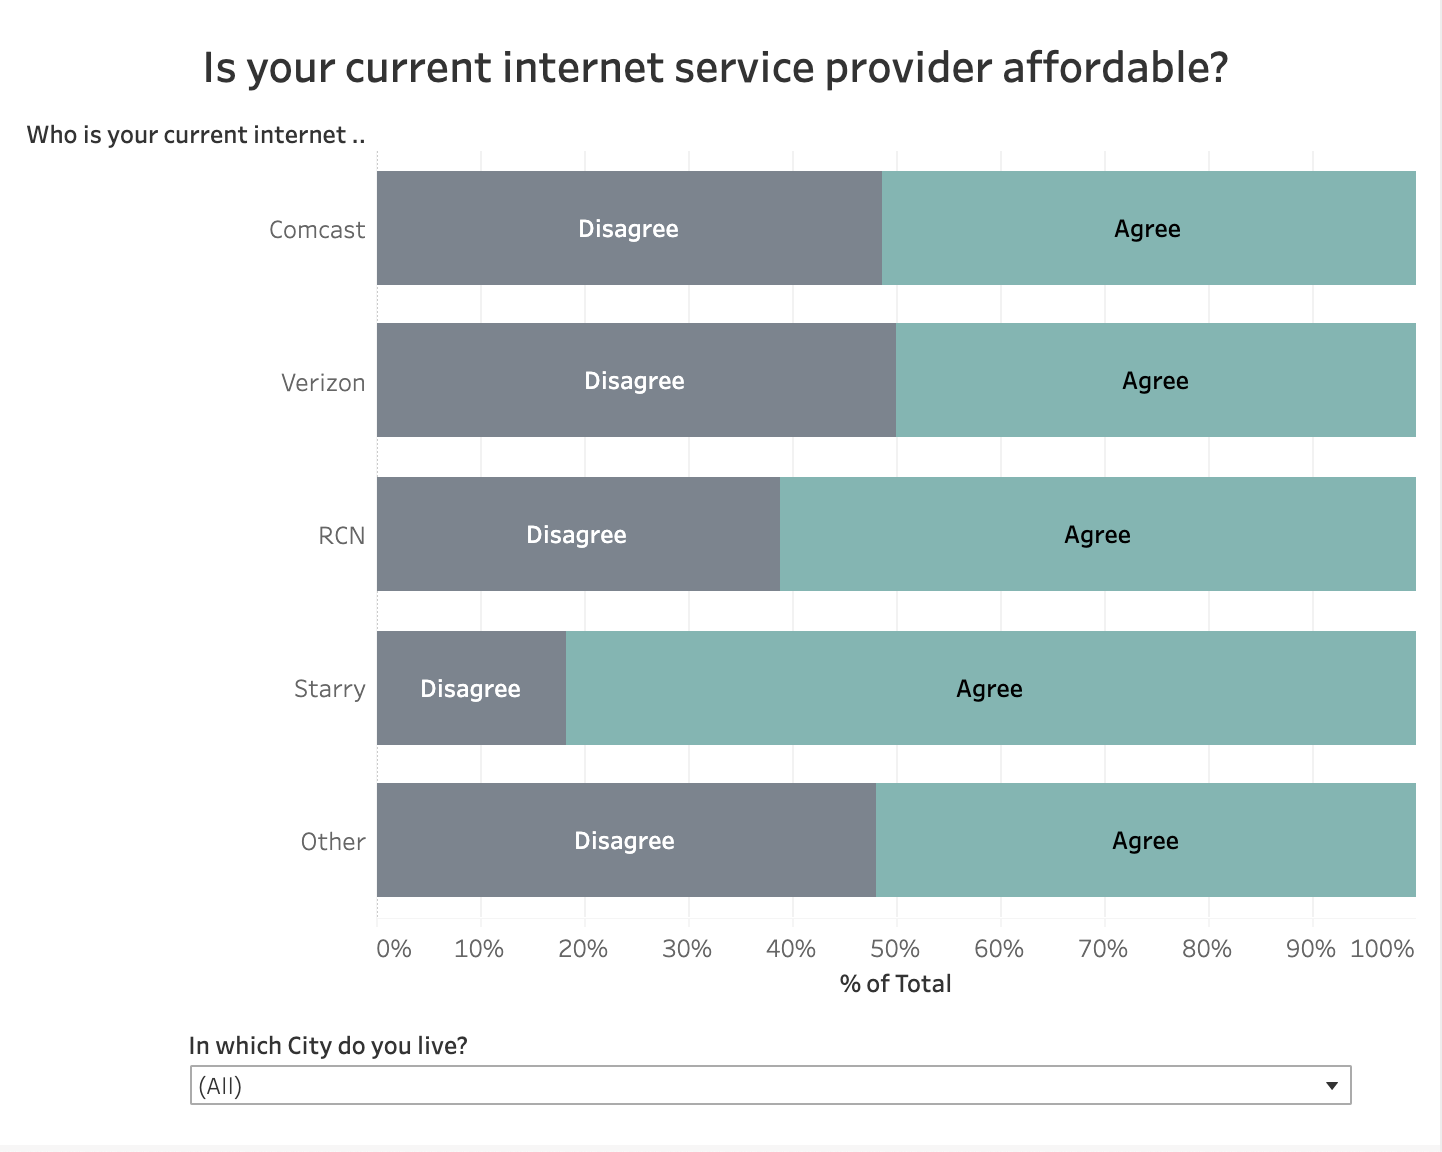 Is your current internet service provider affordable?
Who is your current internet ..
Comcast Disagree Agree
Verizon Disagree Agree
RCN Disagree Agree
Starry Disagree Agree
Other Disagree Agree
0% 10% 20% 30% 40% 50% 60% 70% 80% 90% 100%
% of Total
In which City do you live?
(All)